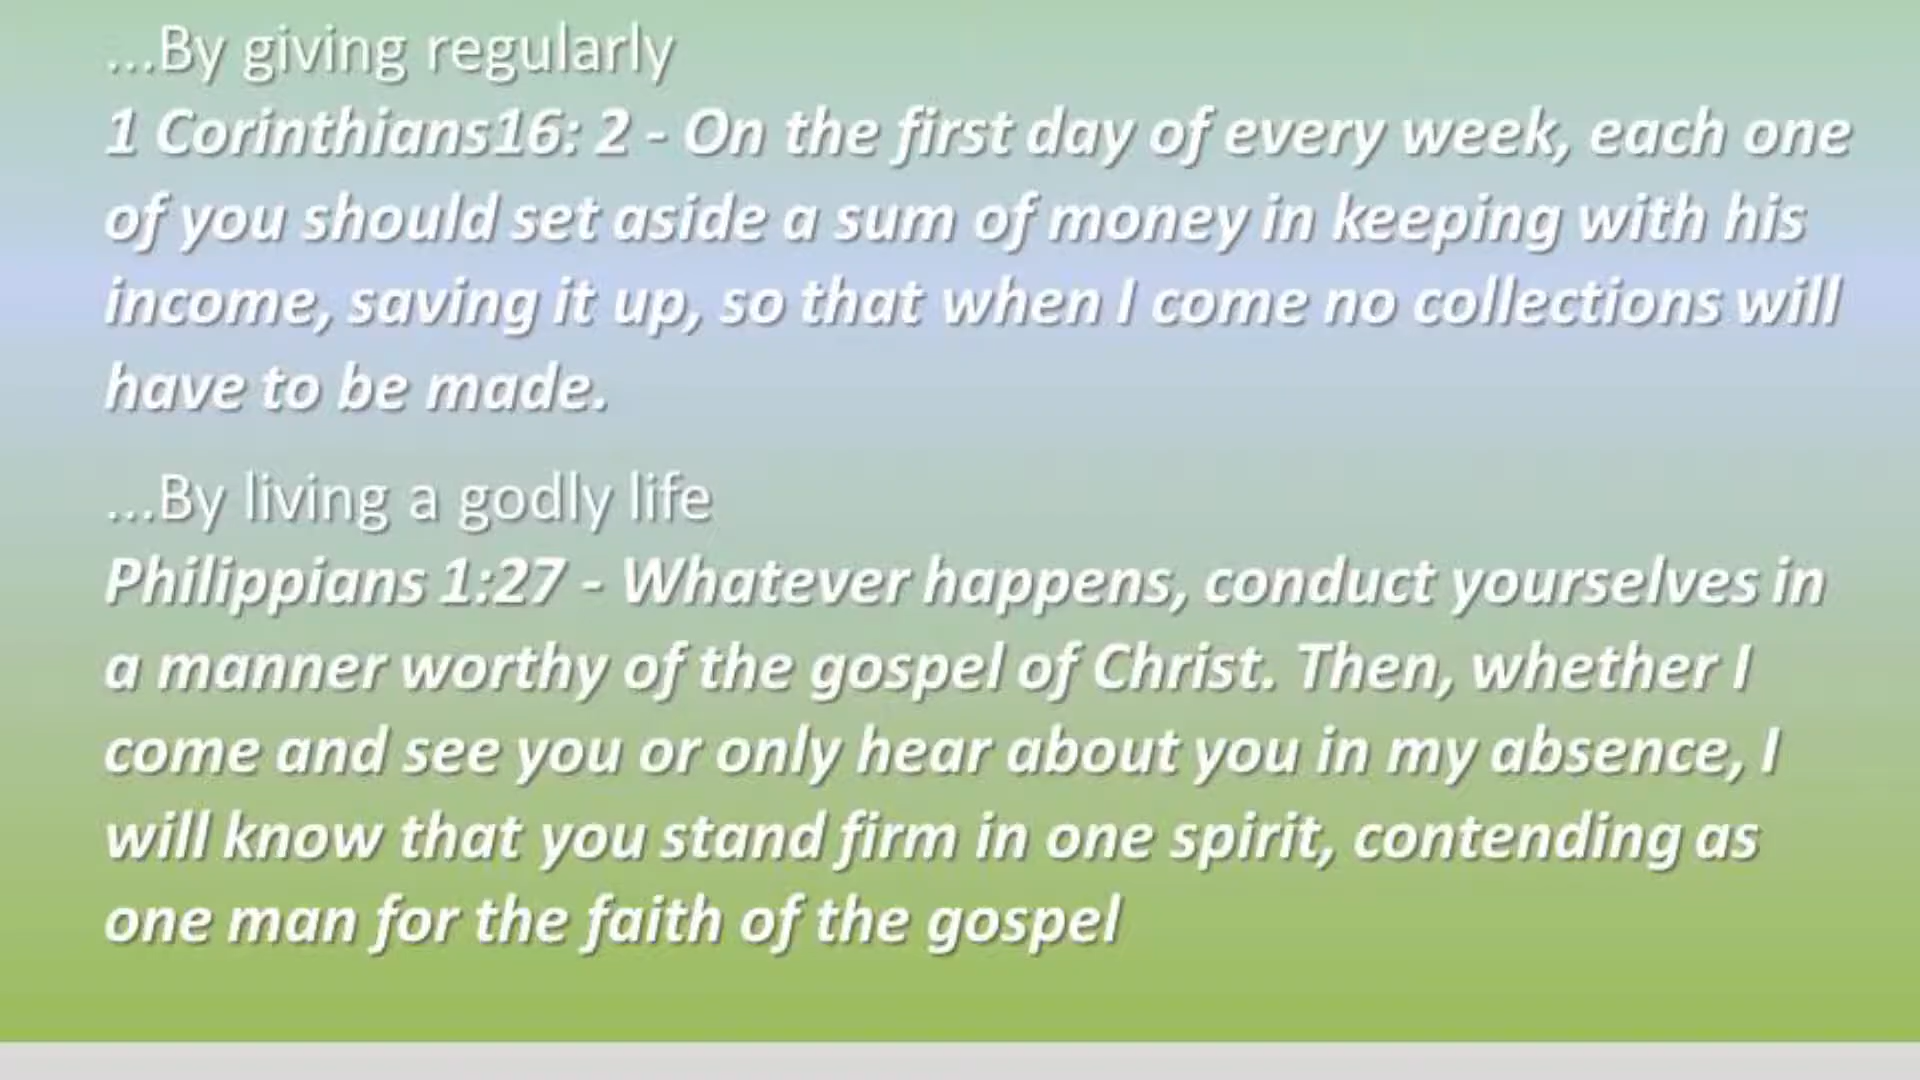 ...By giving regularly
1 Corinthians16: 2 - On the first day of every week, each one
of you should set aside a sum of money in keeping with his
income, saving it up, so that when I come no collections will
have to be made.
...By living a godly life
Philippians 1:27 - Whatever happens, conduct yourselves in
a manner worthy of the gospel of Christ. Then, whether I
come and see you or only hear about you in my absence, I
will know that you stand firm in one spirit, contending as
one man for the faith of the gospel